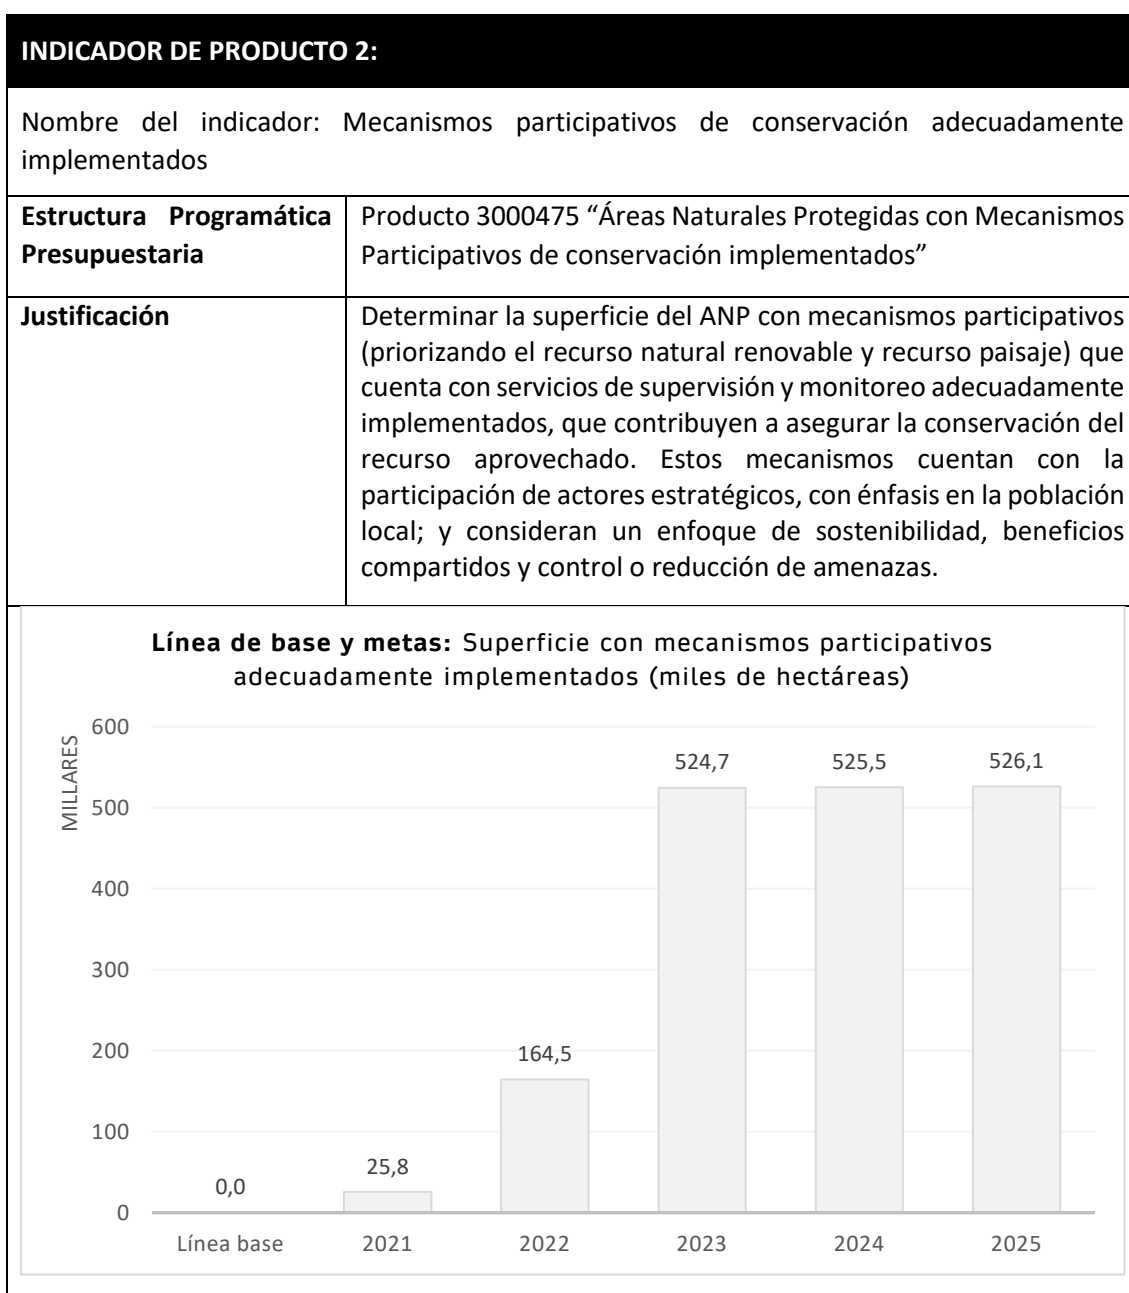 INDICADOR DE PRODUCTO 2:
Nombre del indicador: Mecanismos participativos de conservación adecuadamente
implementados
Estructura Programática
Presupuestaria
Producto 3000475 “Áreas Naturales Protegidas con Mecanismos
Participativos de conservación implementados”
Justificación
Determinar la superficie del ANP con mecanismos participativos
(priorizando el recurso natural renovable y recurso paisaje) que
cuenta con servicios de supervisión y monitoreo adecuadamente
implementados, que contribuyen a asegurar la conservación del
recurso aprovechado. Estos mecanismos cuentan con la
participación de actores estratégicos, con énfasis en la población
local; y consideran un enfoque de sostenibilidad, beneficios
compartidos y control o reducción de amenazas.
Línea de base y metas: Superficie con mecanismos participativos
adecuadamente implementados (miles de hectáreas)
MILLARES
600
500
400
300
200
100
0
0,0
25,8
164,5
524,7
525,5
526,1
Línea base
2021
2022
2023
2024
2025